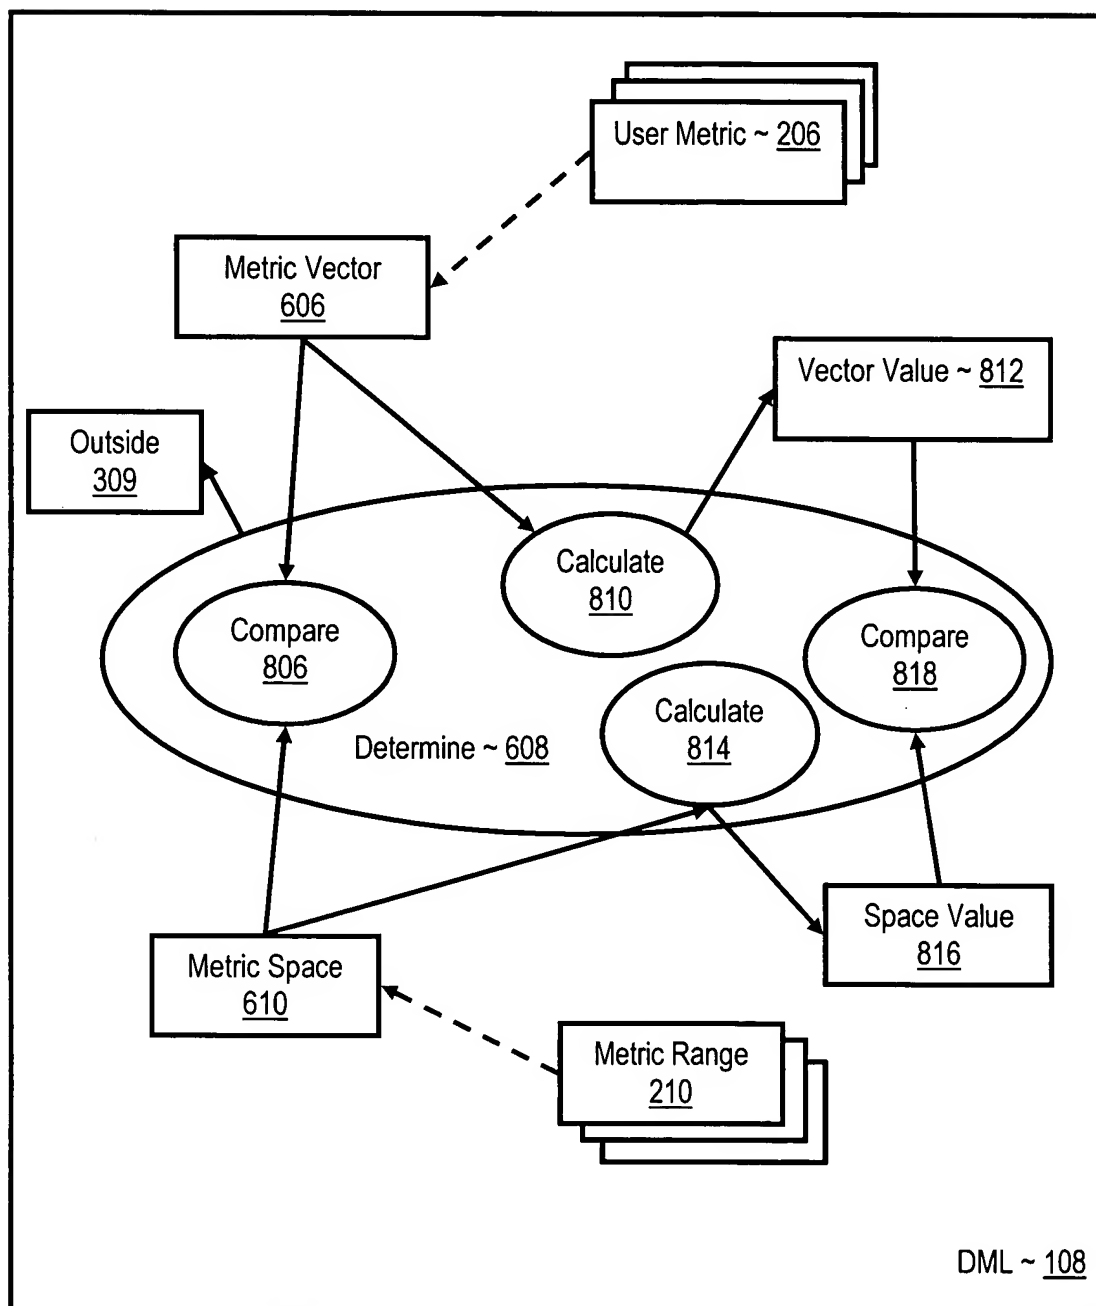 User Metric ~ 206
Metric Vector
606
Vector Value ~ 812
Outside
309
Calculate
810
Compare
806
Compare
818
Calculate
814
Determine ~ 608
Space Value
816
Metric Space
610
Metric Range
210
DML ~ 108